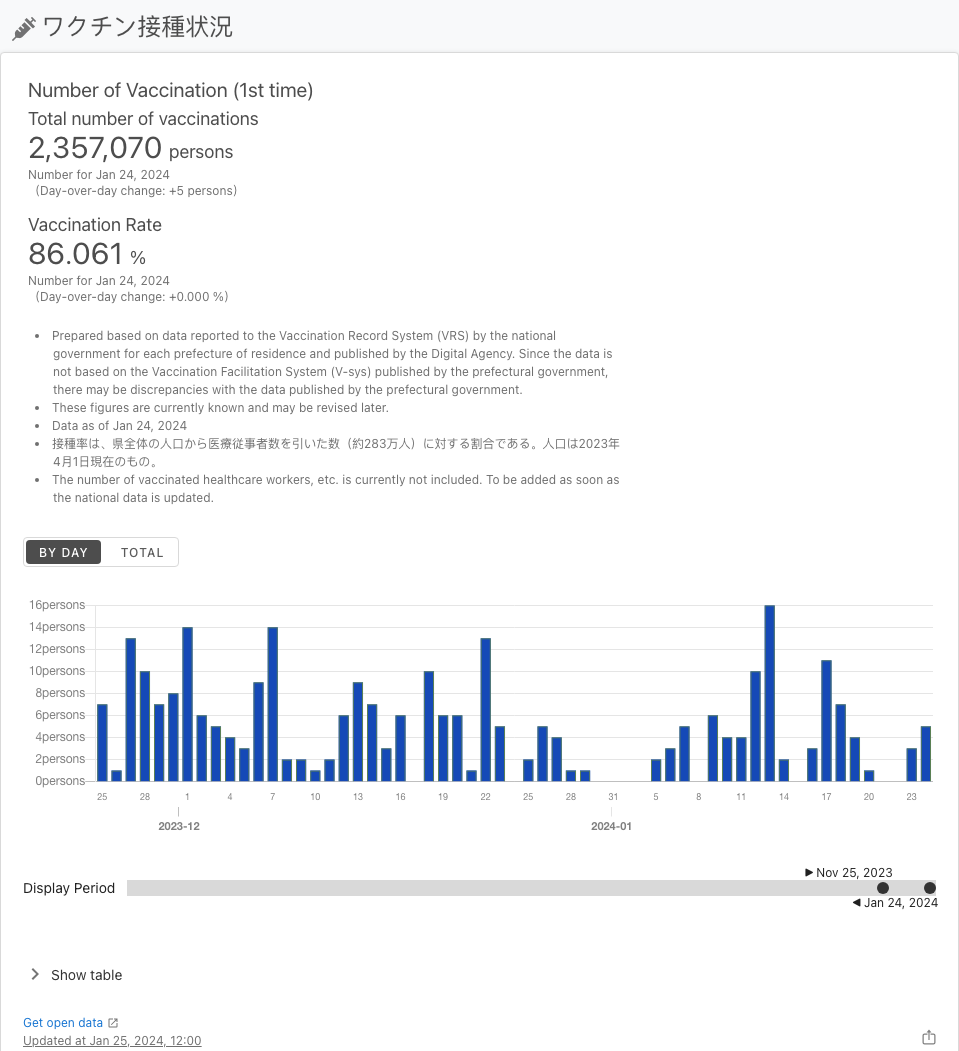 ワクチン接種状況
Number of Vaccination (1st time)
Total number of vaccinations
2,357,070 persons
Number for Jan 24, 2024
(Day-over-day change: +5 persons)
Vaccination Rate
86.061 %
Number for Jan 24, 2024
(Day-over-day change: +0.000 %)
• Prepared based on data reported to the Vaccination Record System (VRS) by the national
government for each prefecture of residence and published by the Digital Agency. Since the data is
not based on the Vaccination Facilitation System (V-sys) published by the prefectural government,
there may be discrepancies with the data published by the prefectural government.
• These figures are currently known and may be revised later.
• Data as of Jan 24, 2024
• 接種率は、県全体の人口から医療従事者数を引いた数（約283万人）に対する割合である。人口は2023年
4月1日現在のもの。
• The number of vaccinated healthcare workers, etc. is currently not included. To be added as soon as
the national data is updated.
BY DAY TOTAL
16persons
14persons
12persons
10persons
8persons
6persons
4persons
2persons
0persons
25 28 1 4 7 10 13 16 19 22 25 28 31 5 8 11 14 17 20 23
2023-12 2024-01
▶ Nov 25, 2023
Display Period
◀ Jan 24, 2024
Show table
Get open data
Updated at Jan 25, 2024, 12:00